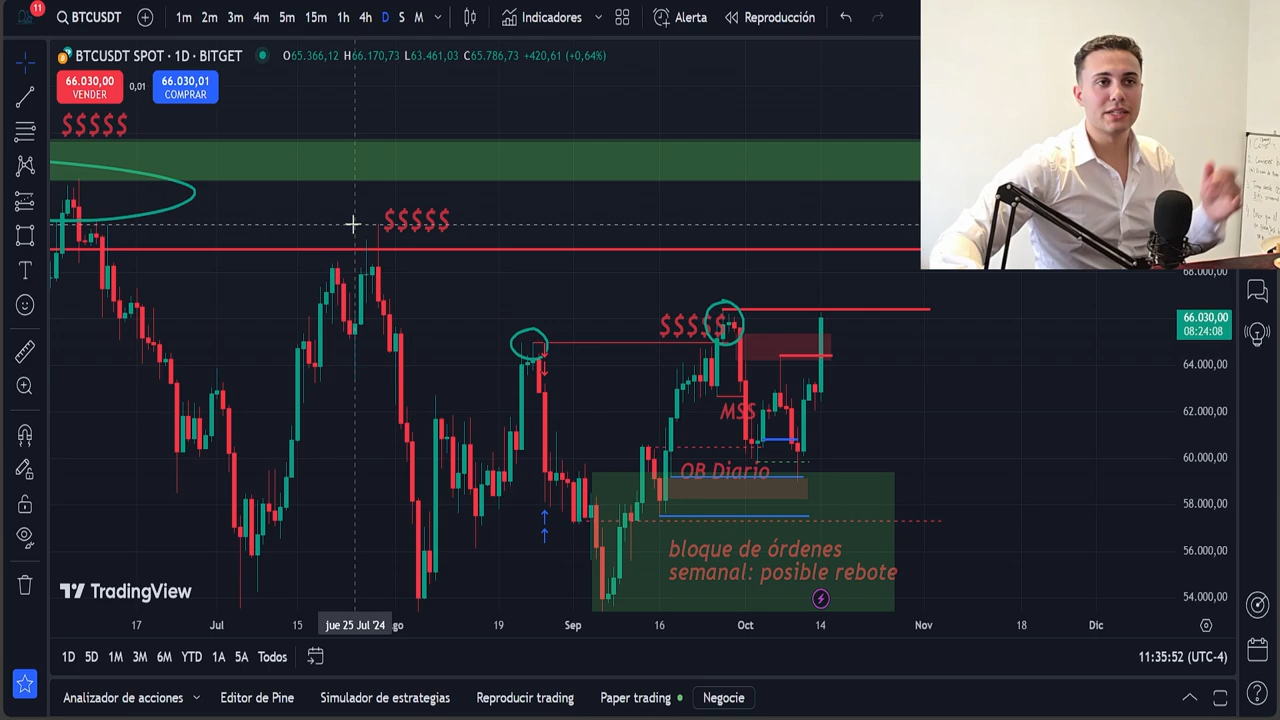 11
BTCUSDT
1m 2m 3m 4m 5m 15m 1h 4h D S M
Indicadores
Alerta
Reproducción
BTCUSDT SPOT · 1D · BITGET
O65.366,12 H66.170,73 L63.461,03 C65.786,73 +420,61 (+0,64%)
66.030,00
VENDER
0,01
66.030,01
COMPRAR
$$$$$
$$$$$
68.000,00
$$$$$
66.030,00
08:24:08
64.000,00
MSS
62.000,00
60.000,00
OB Diario
58.000,00
bloque de órdenes
semanal: posible rebote
56.000,00
54.000,00
TradingView
17 Jul 15 jue 25 Jul '24 go 19 Sep 16 Oct 14 Nov 18 Dic
1D 5D 1M 3M 6M YTD 1A 5A Todos
11:35:52 (UTC-4)
Analizador de acciones Editor de Pine Simulador de estrategias Reproducir trading Paper trading Negocie